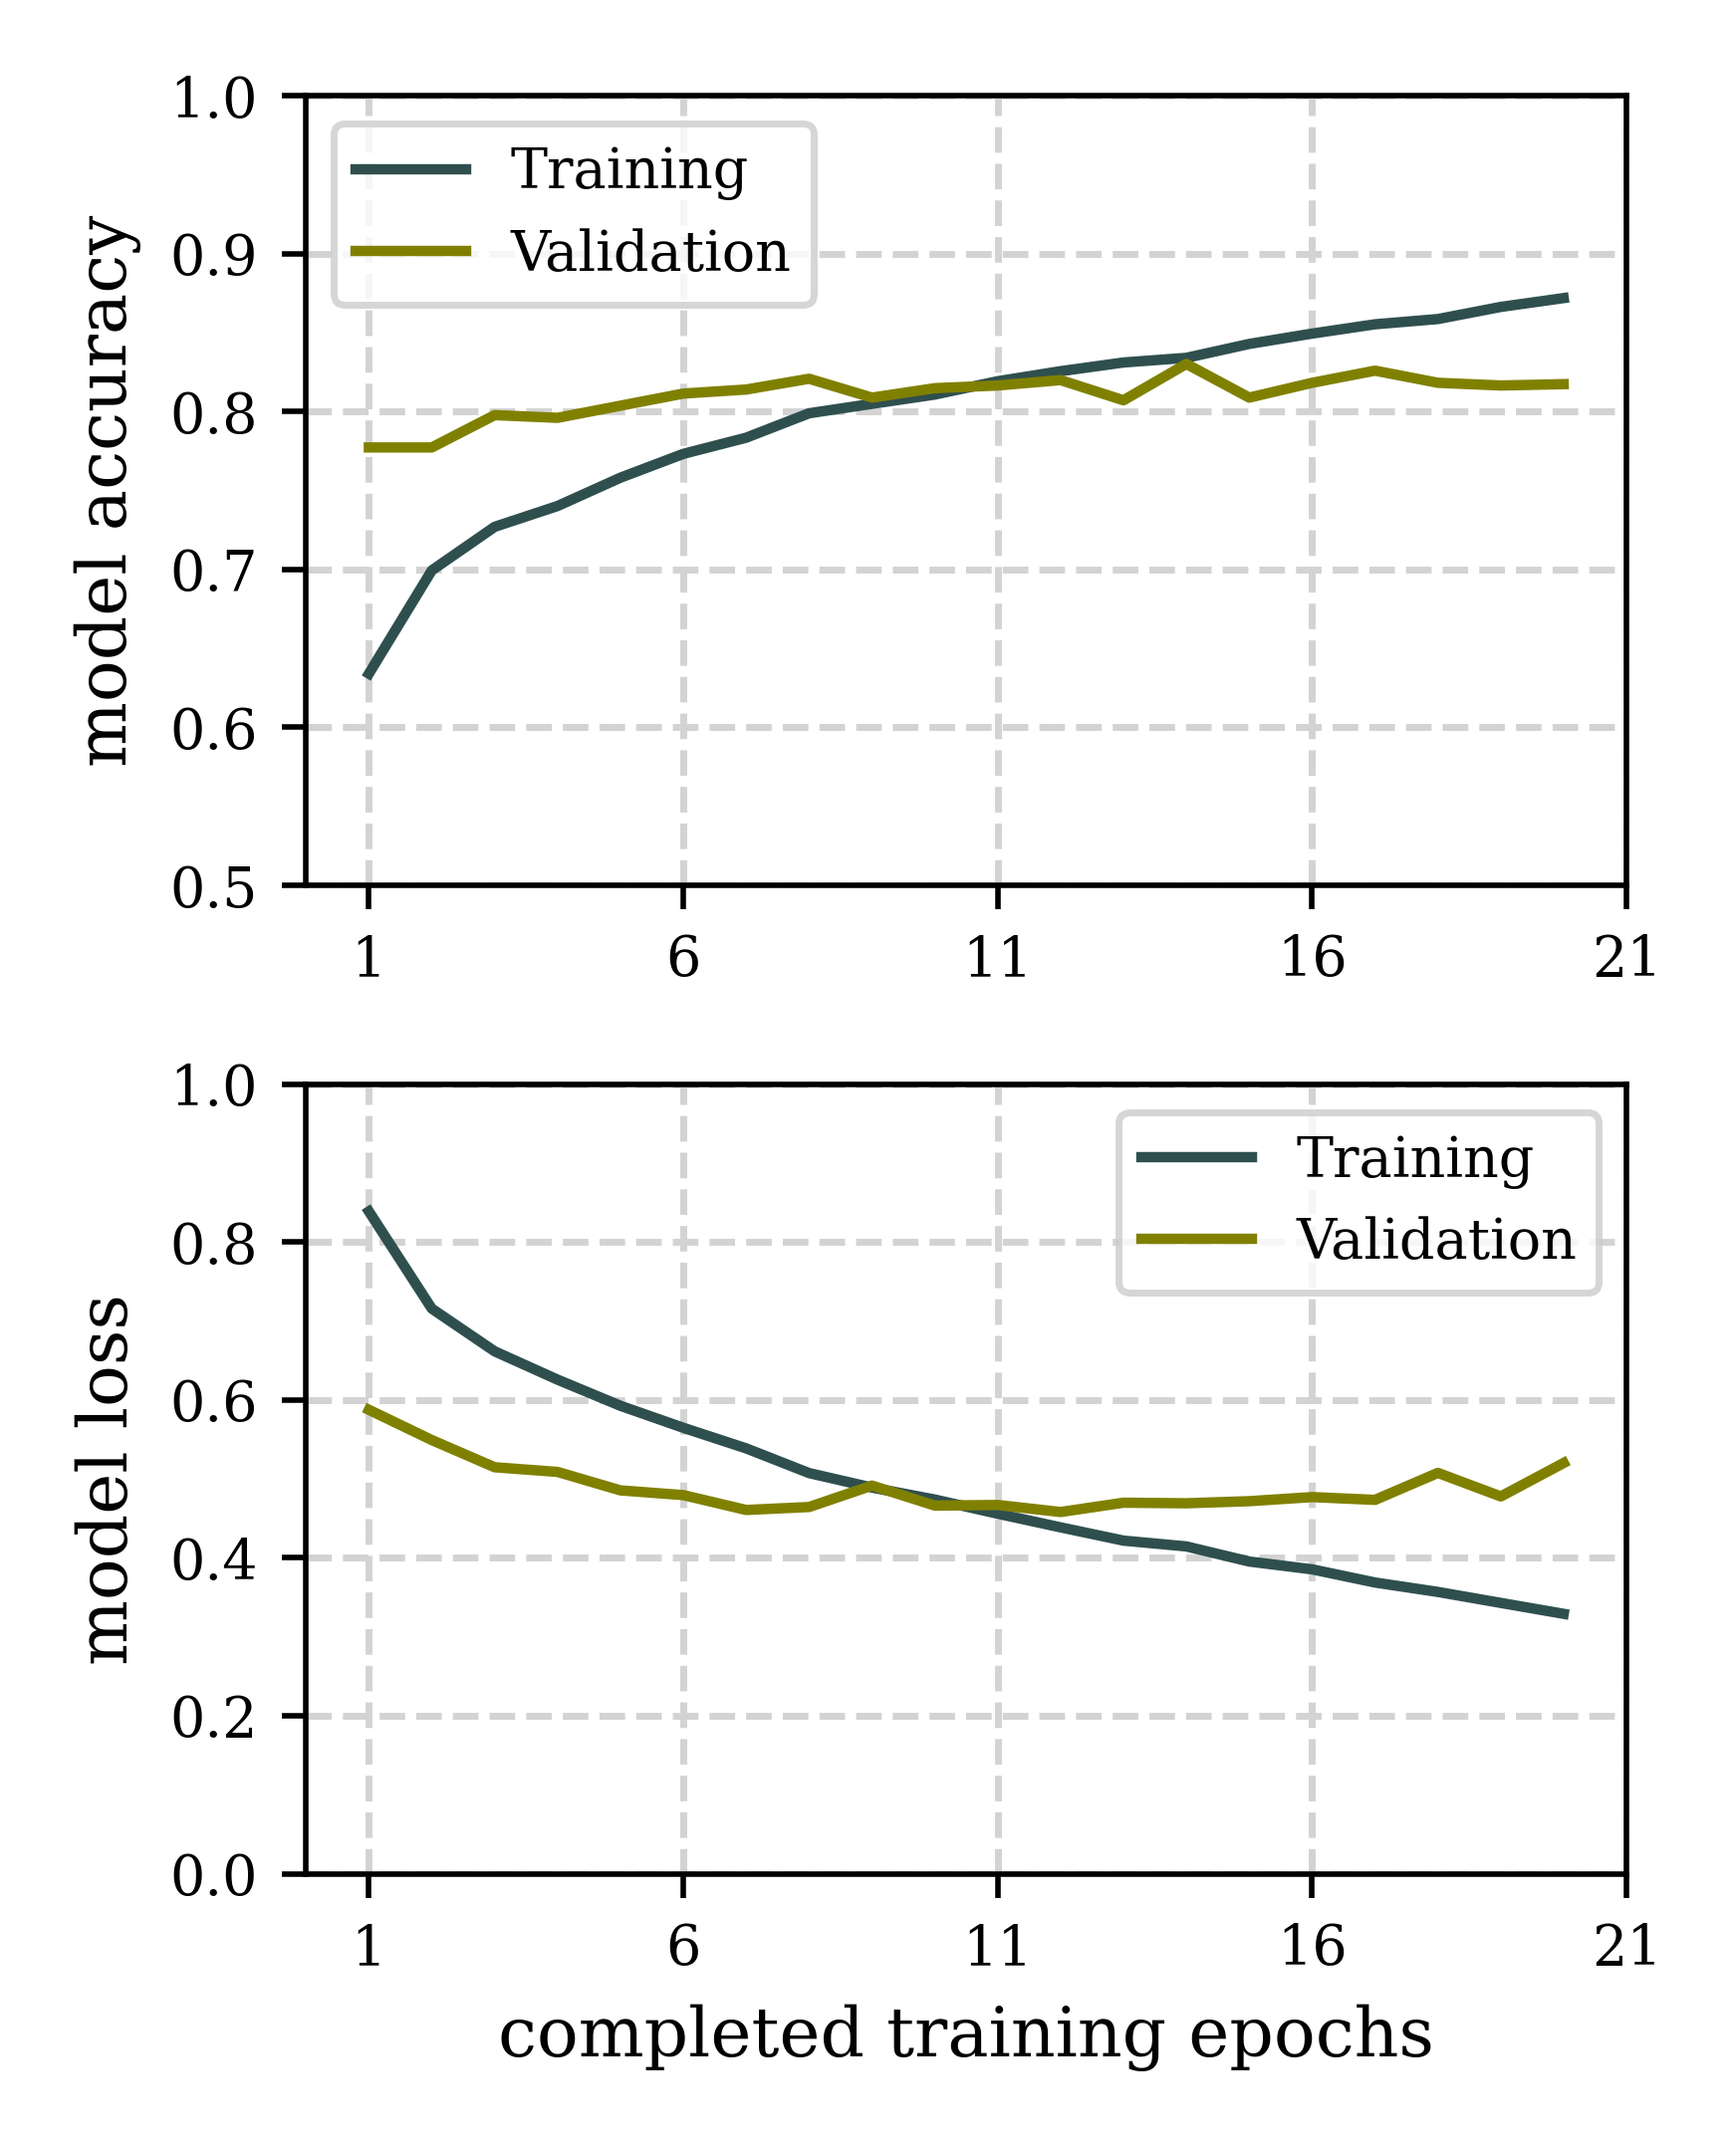 model accuracy
1.0
0.9
0.8
0.7
0.6
0.5
Training
Validation
1 6 11 16 21
model loss
1.0
0.8
0.6
0.4
0.2
0.0
Training
Validation
1 6 11 16 21
completed training epochs